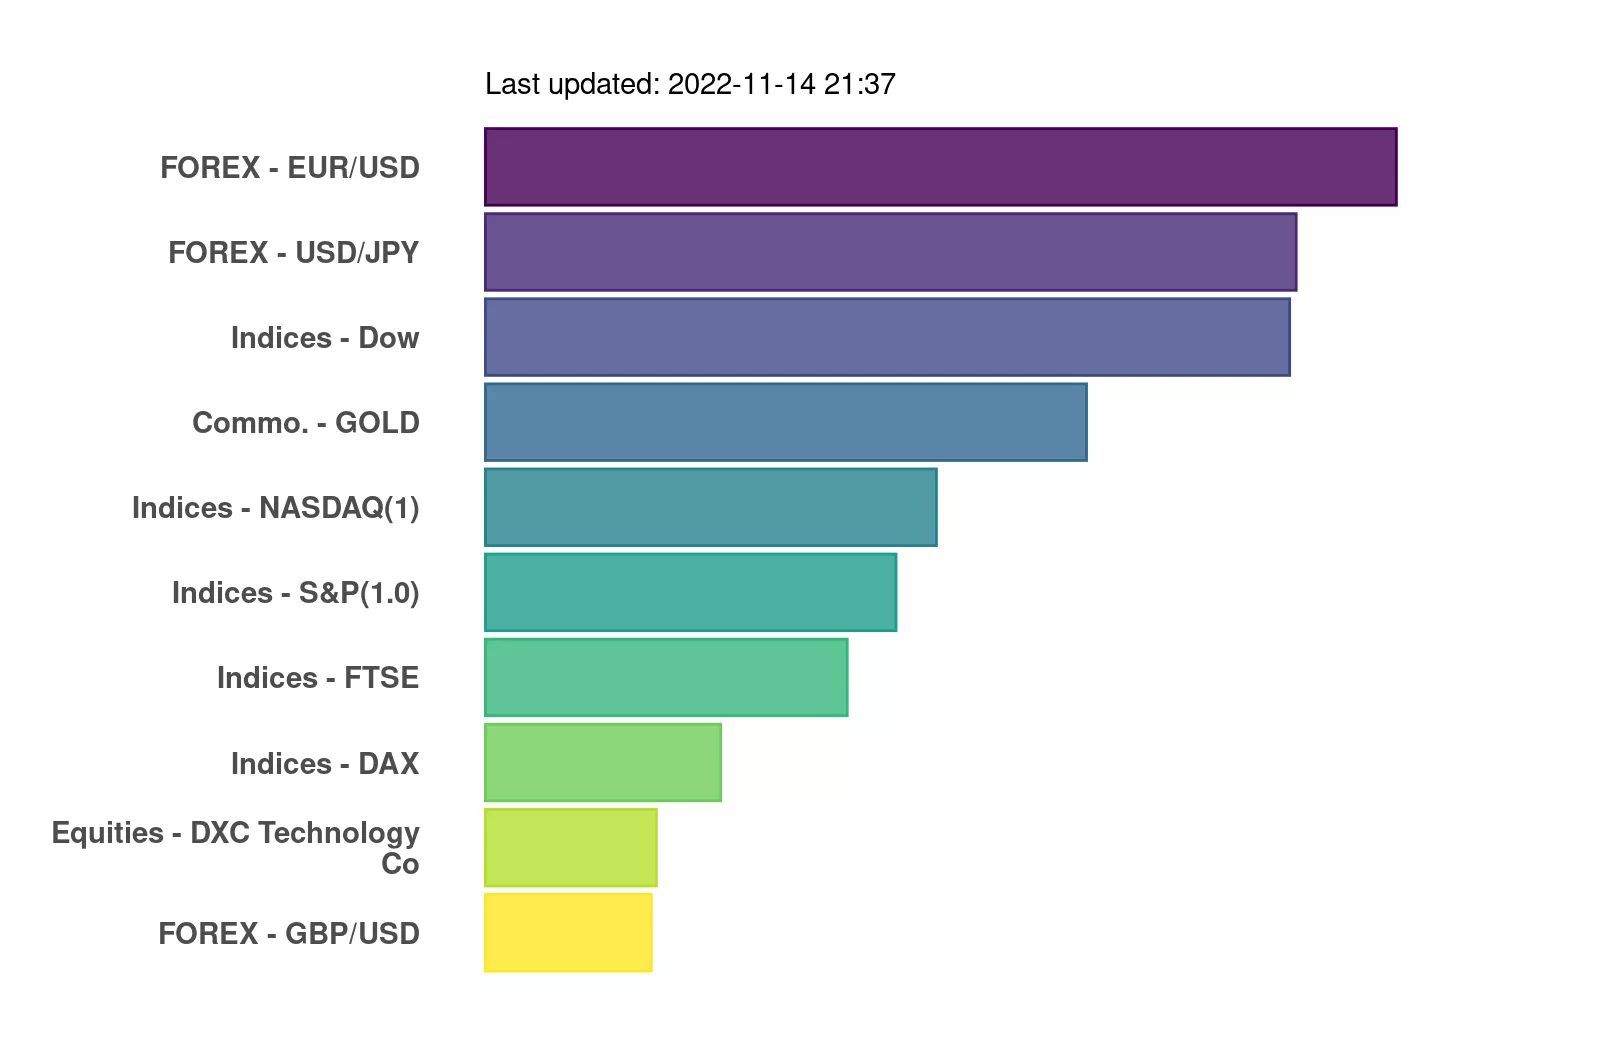 Last updated: 2022-11-14 21:37
FOREX - EUR/USD
FOREX - USD/JPY
Indices - Dow
Commo. - GOLD
Indices - NASDAQ(1)
Indices - S&P(1.0)
Indices - FTSE
Indices - DAX
Equities - DXC Technology
Co
FOREX - GBP/USD